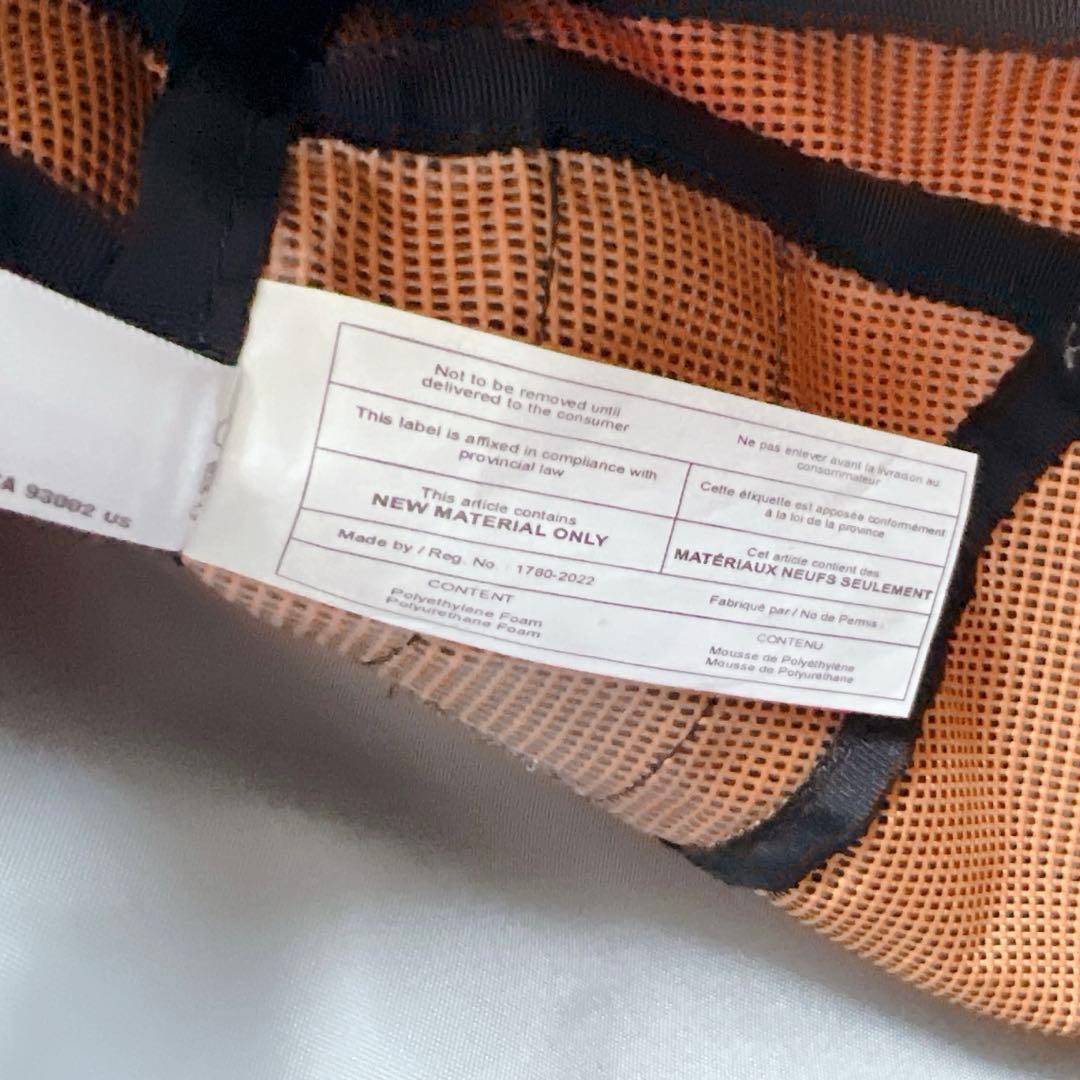 Not to be removed until
delivered to the consumer
Ne pas enlever avant la livraison au
consommateur
This label is affixed in compliance with
provincial law
Cette étiquette est apposée conformément
à la loi de la province
This article contains
NEW MATERIAL ONLY
Cet article contient des
MATÉRIAUX NEUFS SEULEMENT
Made by / Reg. No : 1780-2022
Fabriqué par / No de Permis :
CONTENT
Polyethylene Foam
Polyurethane Foam
CONTENU
Mousse de Polyéthylène
Mousse de Polyuréthane
A 93002 US